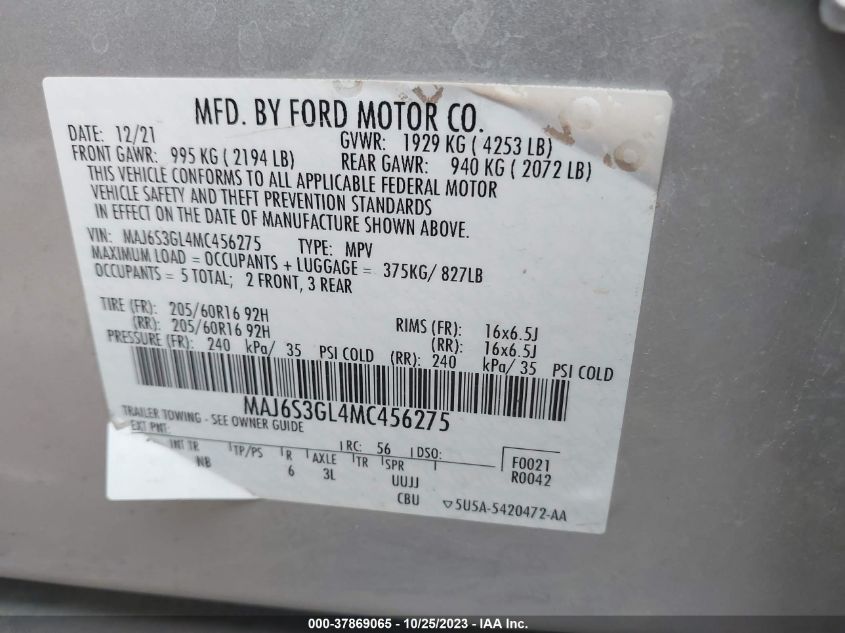 MFD. BY FORD MOTOR CO.
DATE: 12/21 GVWR: 1929 KG ( 4253 LB)
FRONT GAWR: 995 KG ( 2194 LB) REAR GAWR: 940 KG ( 2072 LB)
THIS VEHICLE CONFORMS TO ALL APPLICABLE FEDERAL MOTOR
VEHICLE SAFETY AND THEFT PREVENTION STANDARDS
IN EFFECT ON THE DATE OF MANUFACTURE SHOWN ABOVE.
VIN: MAJ6S3GL4MC456275 TYPE: MPV
MAXIMUM LOAD = OCCUPANTS + LUGGAGE = 375KG/ 827LB
OCCUPANTS = 5 TOTAL; 2 FRONT, 3 REAR
TIRE (FR): 205/60R16 92H RIMS (FR): 16x6.5J
(RR): 205/60R16 92H (RR): 16x6.5J
PRESSURE (FR): 240 kPa/ 35 PSI COLD (RR): 240 kPa/ 35 PSI COLD
MAJ6S3GL4MC456275
TRAILER TOWING - SEE OWNER GUIDE
EXT PNT: RC: 56 DSO: F0021
INT TR TP/PS R AXLE TR SPR R0042
NB 6 3L UUJJ
CBU ▽5U5A-5420472-AA
000-37869065 - 10/25/2023 - IAA Inc.